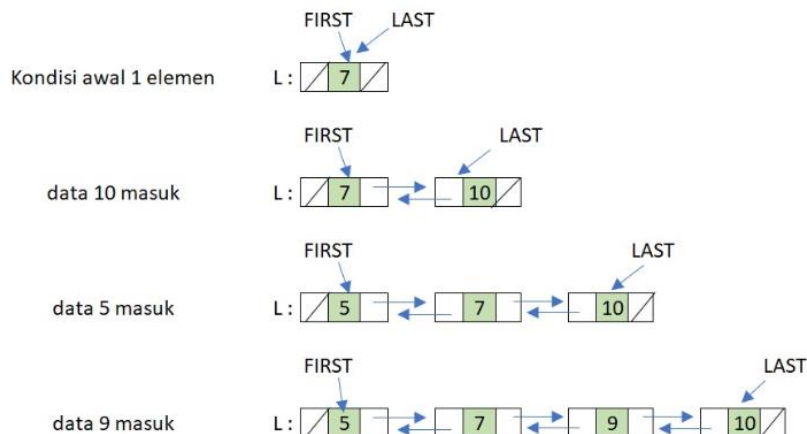 FIRST LAST
Kondisi awal 1 elemen L : 7
FIRST LAST
data 10 masuk L : 7 10
FIRST LAST
data 5 masuk L : 5 7 10
FIRST LAST
data 9 masuk L : 5 7 9 10